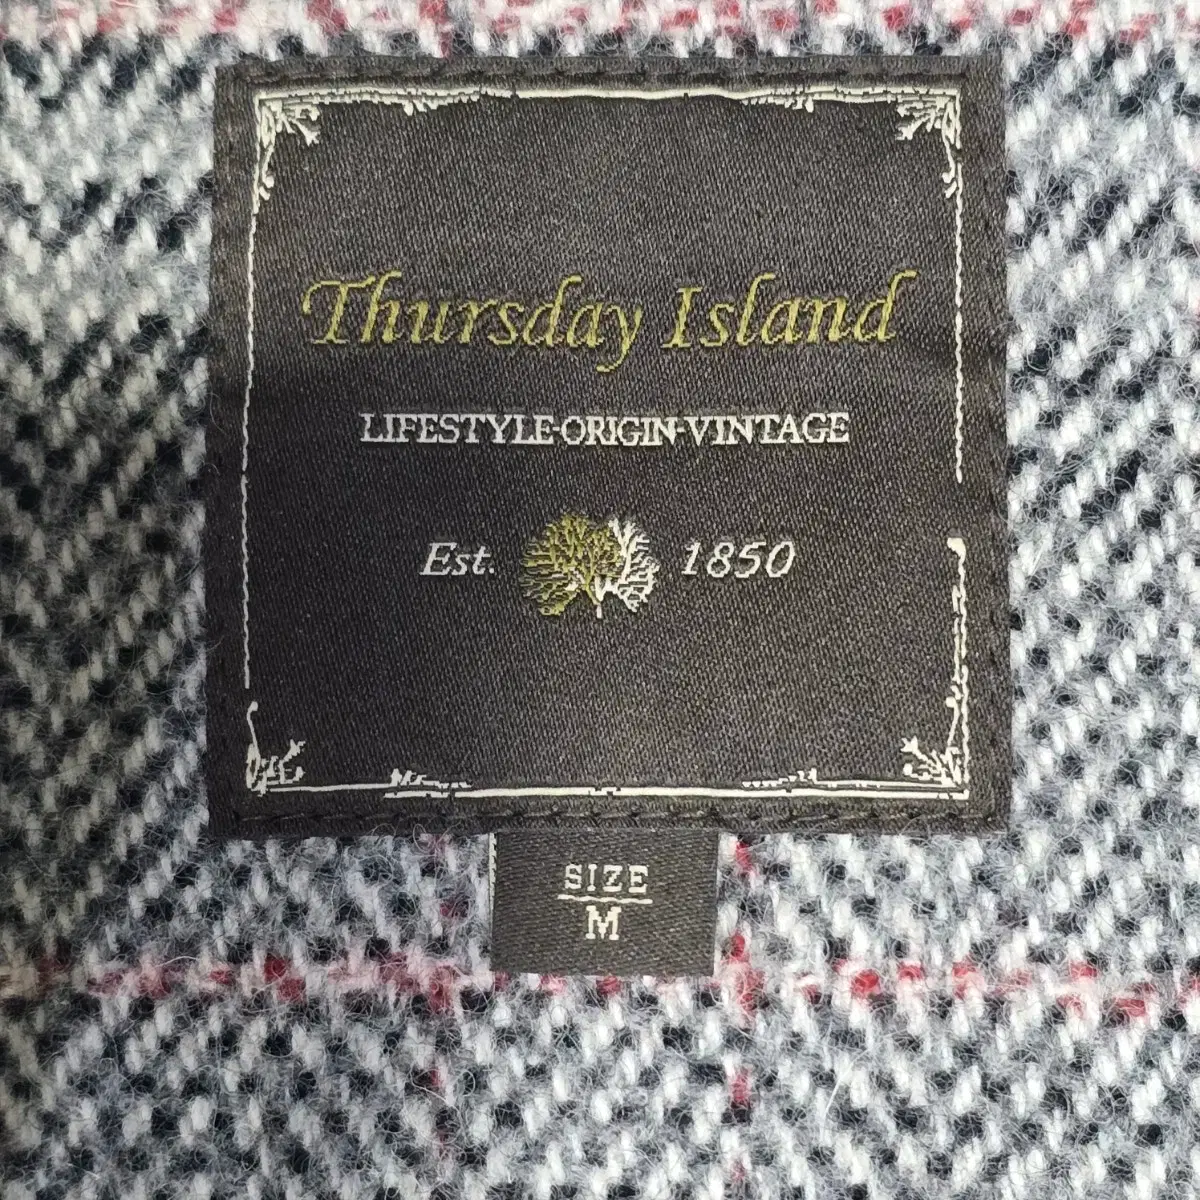 Thursday Island
LIFESTYLE-ORIGIN-VINTAGE
Est. 1850
SIZE
M